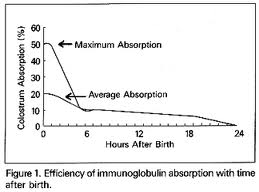 Colostrum Absorption (%)
60
50
40
30
20
10
0
Maximum Absorption
Average Absorption
0 6 12 18 24
Hours After Birth
Figure 1. Efficiency of immunoglobulin absorption with time
after birth.